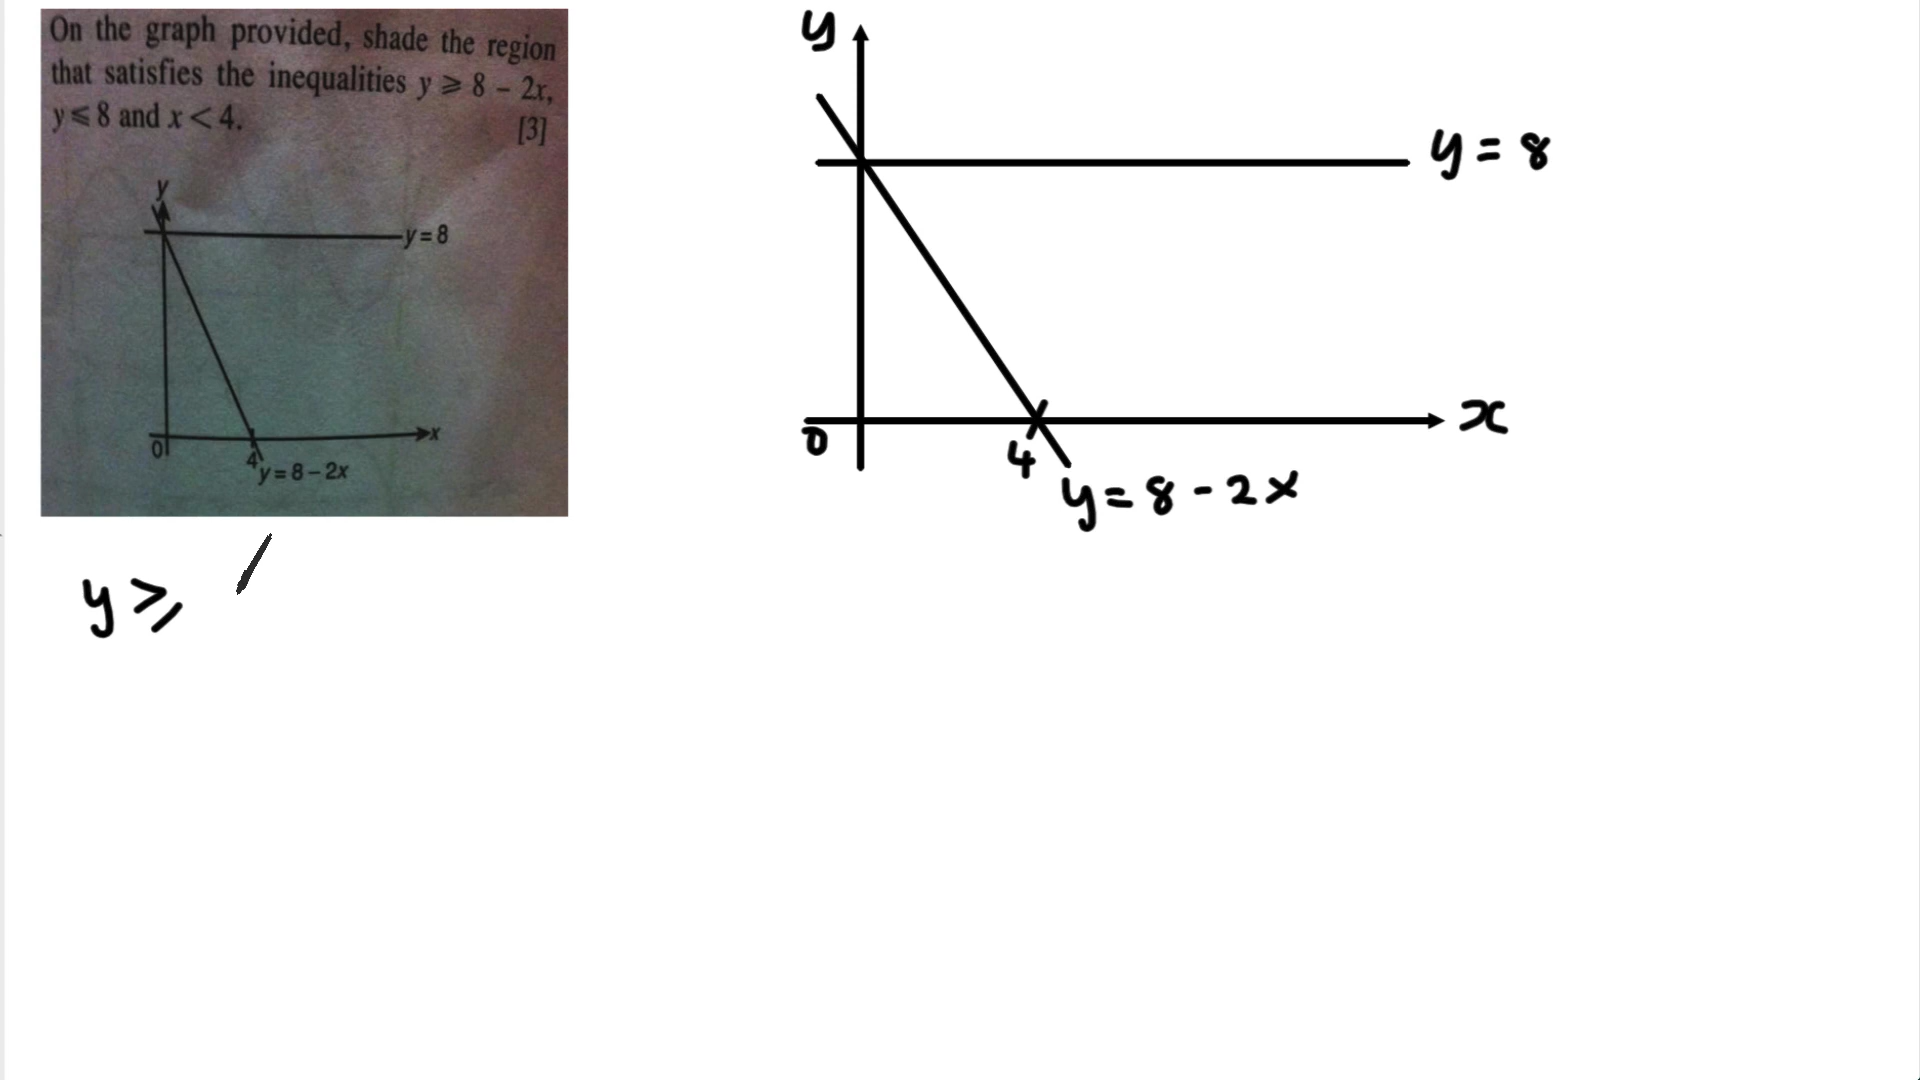 On the graph provided, shade the region
that satisfies the inequalities y ⩾ 8 − 2x,
y ⩽ 8 and x < 4.
[3]
y
y = 8
0
4
x
y = 8 − 2x
y
y = 8
x
0
4
y = 8 - 2x
y ⩾